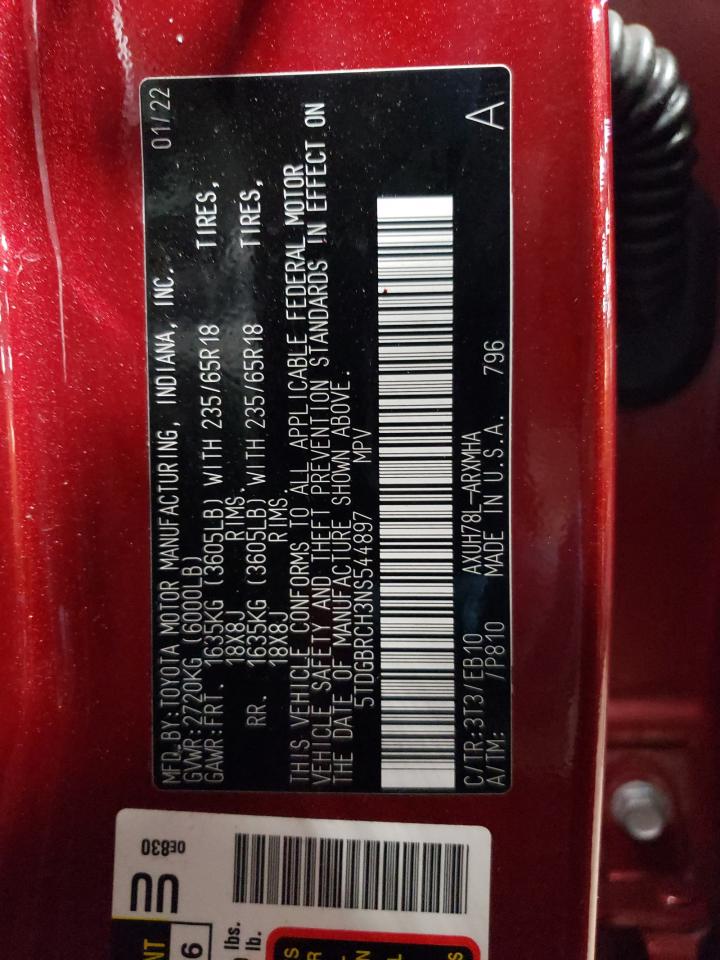 MFD.BY:TOYOTA MOTOR MANUFACTURING, INDIANA, INC. 01/22
GVWR:2720KG (6000LB)
GAWR:FRT. 1635KG (3605LB) WITH 235/65R18 TIRES,
18X8J RIMS.
RR. 1635KG (3605LB) WITH 235/65R18 TIRES,
18X8J RIMS.
THIS VEHICLE CONFORMS TO ALL APPLICABLE FEDERAL MOTOR
VEHICLE SAFETY AND THEFT PREVENTION STANDARDS IN EFFECT ON
THE DATE OF MANUFACTURE SHOWN ABOVE.
5TDGBRCH3NS544897 MPV
C/TR:3T3/EB10 AXUH78L-ARXMHA
A/TM: /P810 MADE IN U.S.A. 796 A
0E830
lbs.
lb.